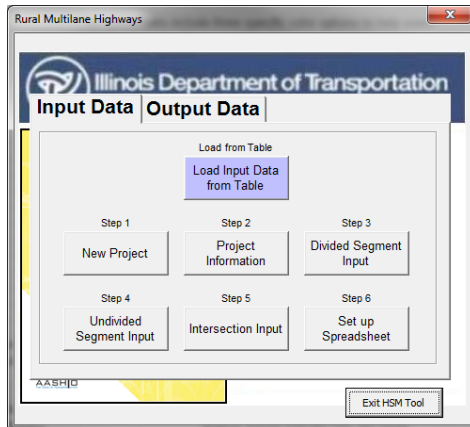 Rural Multilane Highways
Illinois Department of Transportation
Input Data
Output Data
Load from Table
Load Input Data
from Table
Step 1
Step 2
Step 3
New Project
Project
Information
Divided Segment
Input
Step 4
Step 5
Step 6
Undivided
Segment Input
Intersection Input
Set up
Spreadsheet
AASHO
Exit HSM Tool